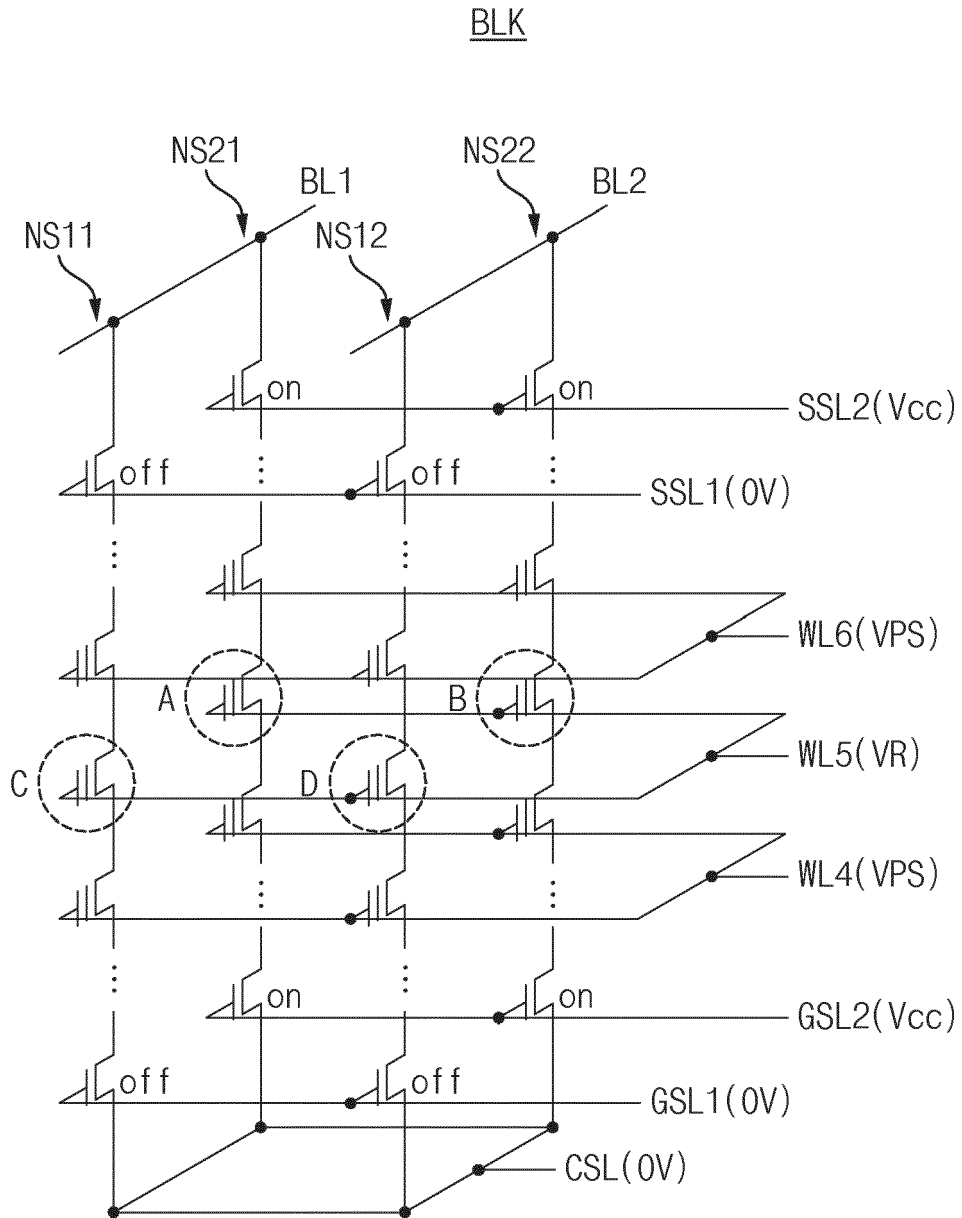 BLK
NS21
NS22
BL1
BL2
NS11
NS12
on
on
SSL2(Vcc)
off
off
SSL1(0V)
WL6(VPS)
A
B
WL5(VR)
C
D
WL4(VPS)
on
on
GSL2(Vcc)
off
off
GSL1(0V)
CSL(0V)